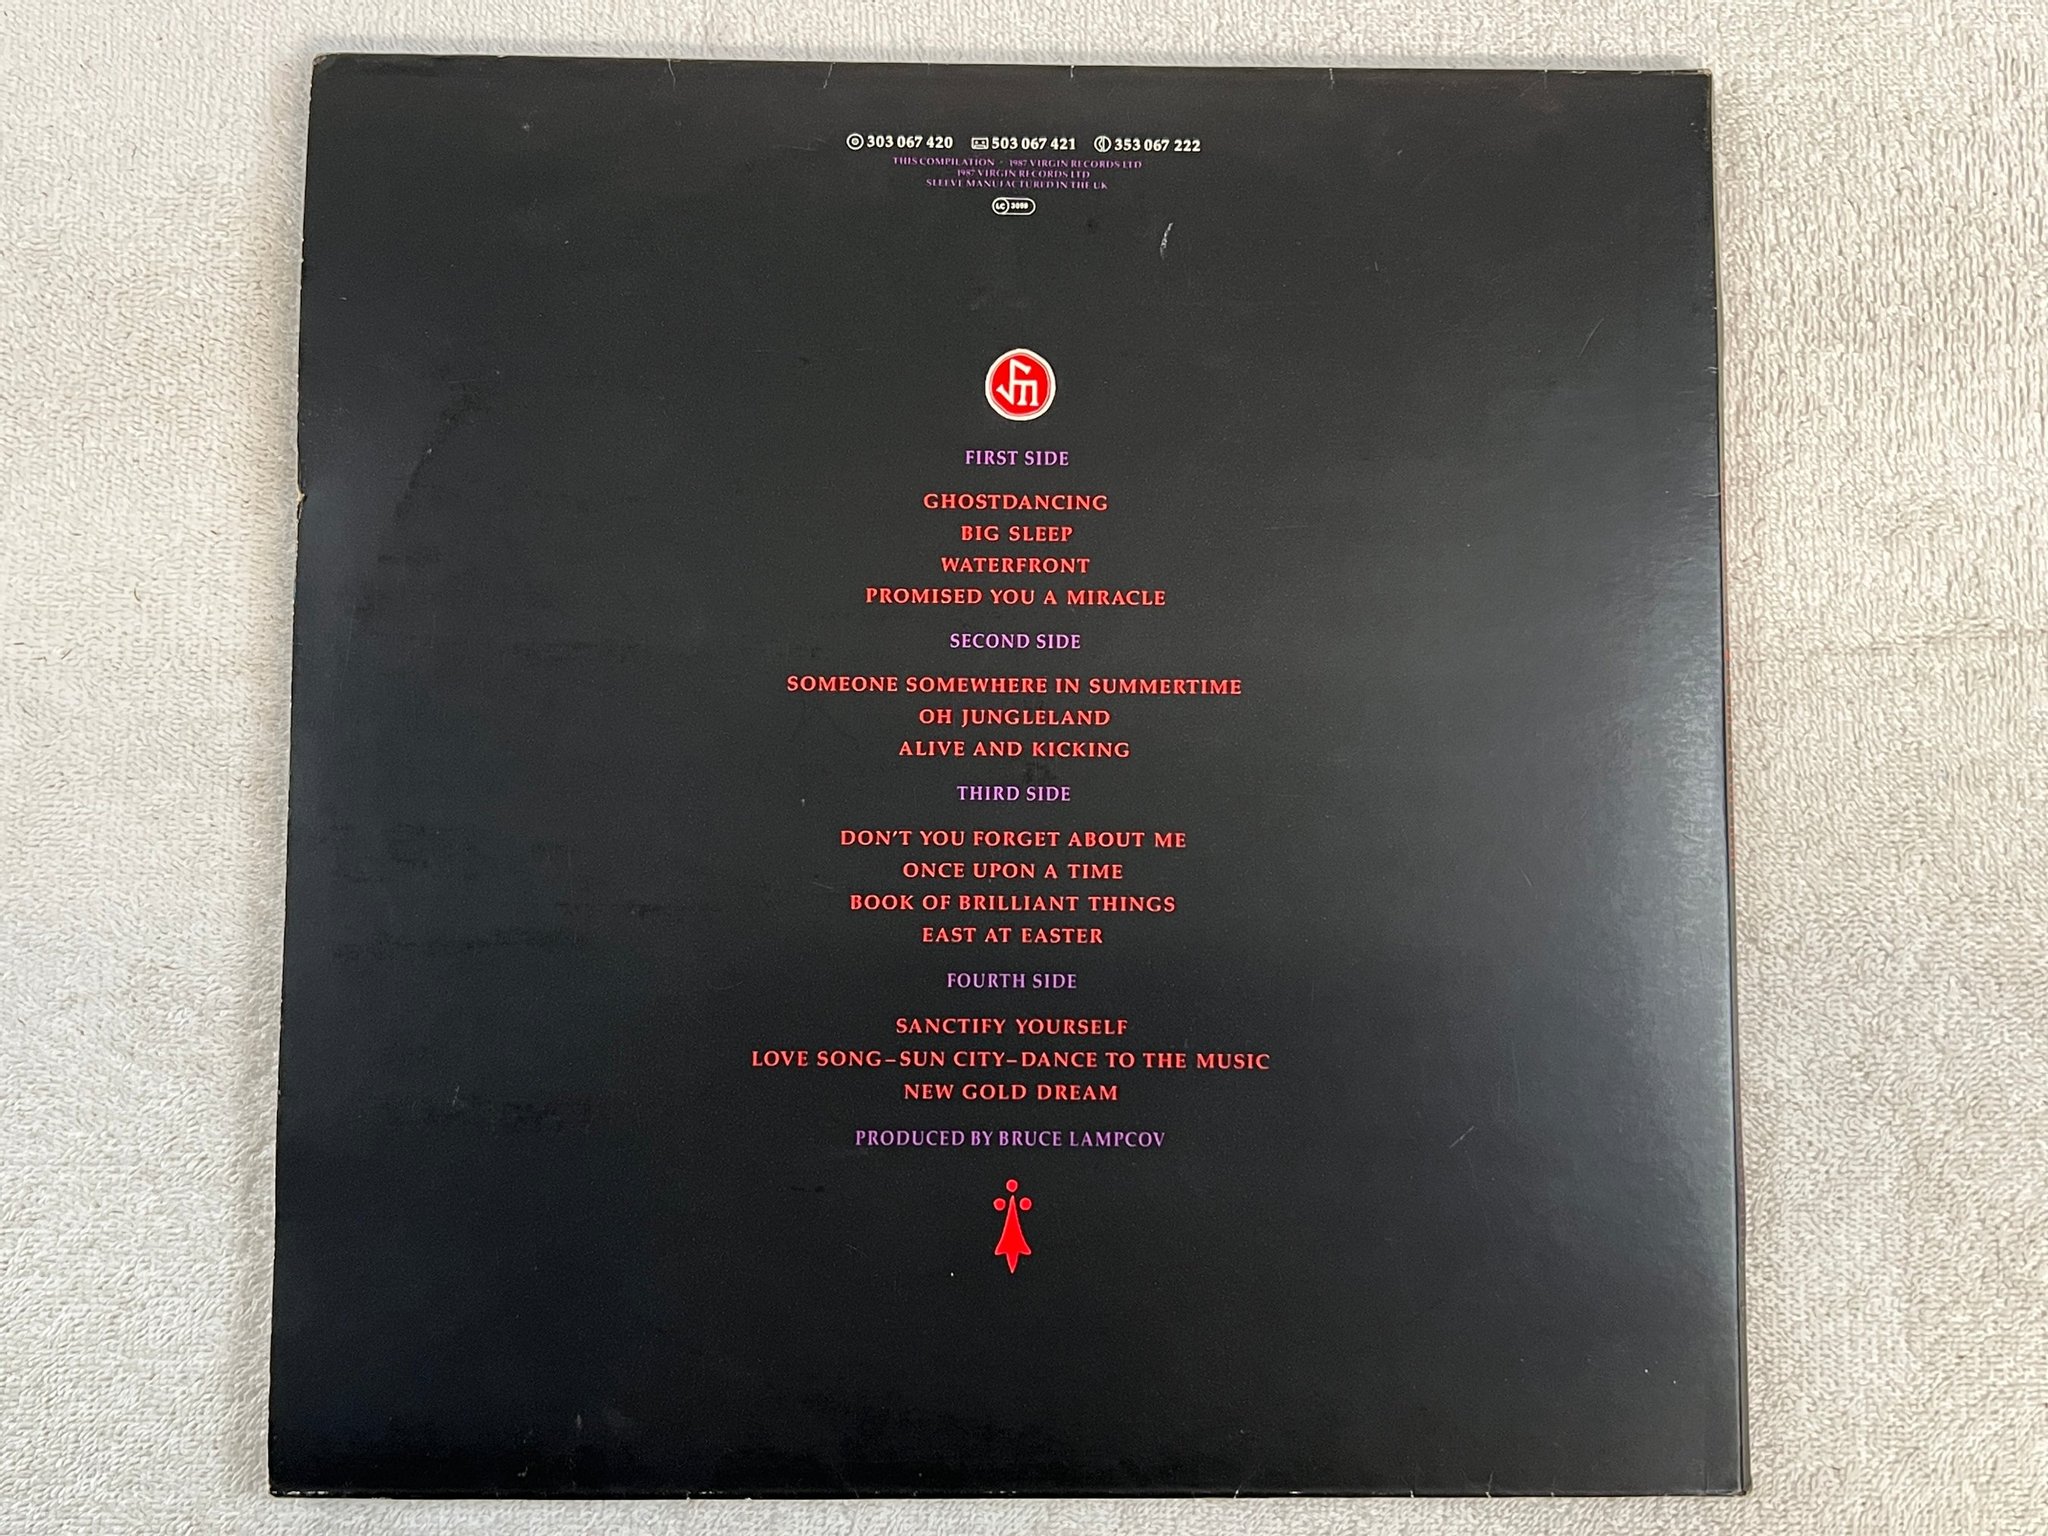 303 067 420 503 067 421 353 067 222
THIS COMPILATION 1987 VIRGIN RECORDS LTD
1987 VIRGIN RECORDS LTD
SLEEVE MANUFACTURED IN THE UK
LC 3098
FIRST SIDE
GHOSTDANCING
BIG SLEEP
WATERFRONT
PROMISED YOU A MIRACLE
SECOND SIDE
SOMEONE SOMEWHERE IN SUMMERTIME
OH JUNGLELAND
ALIVE AND KICKING
THIRD SIDE
DON'T YOU FORGET ABOUT ME
ONCE UPON A TIME
BOOK OF BRILLIANT THINGS
EAST AT EASTER
FOURTH SIDE
SANCTIFY YOURSELF
LOVE SONG–SUN CITY–DANCE TO THE MUSIC
NEW GOLD DREAM
PRODUCED BY BRUCE LAMPCOV